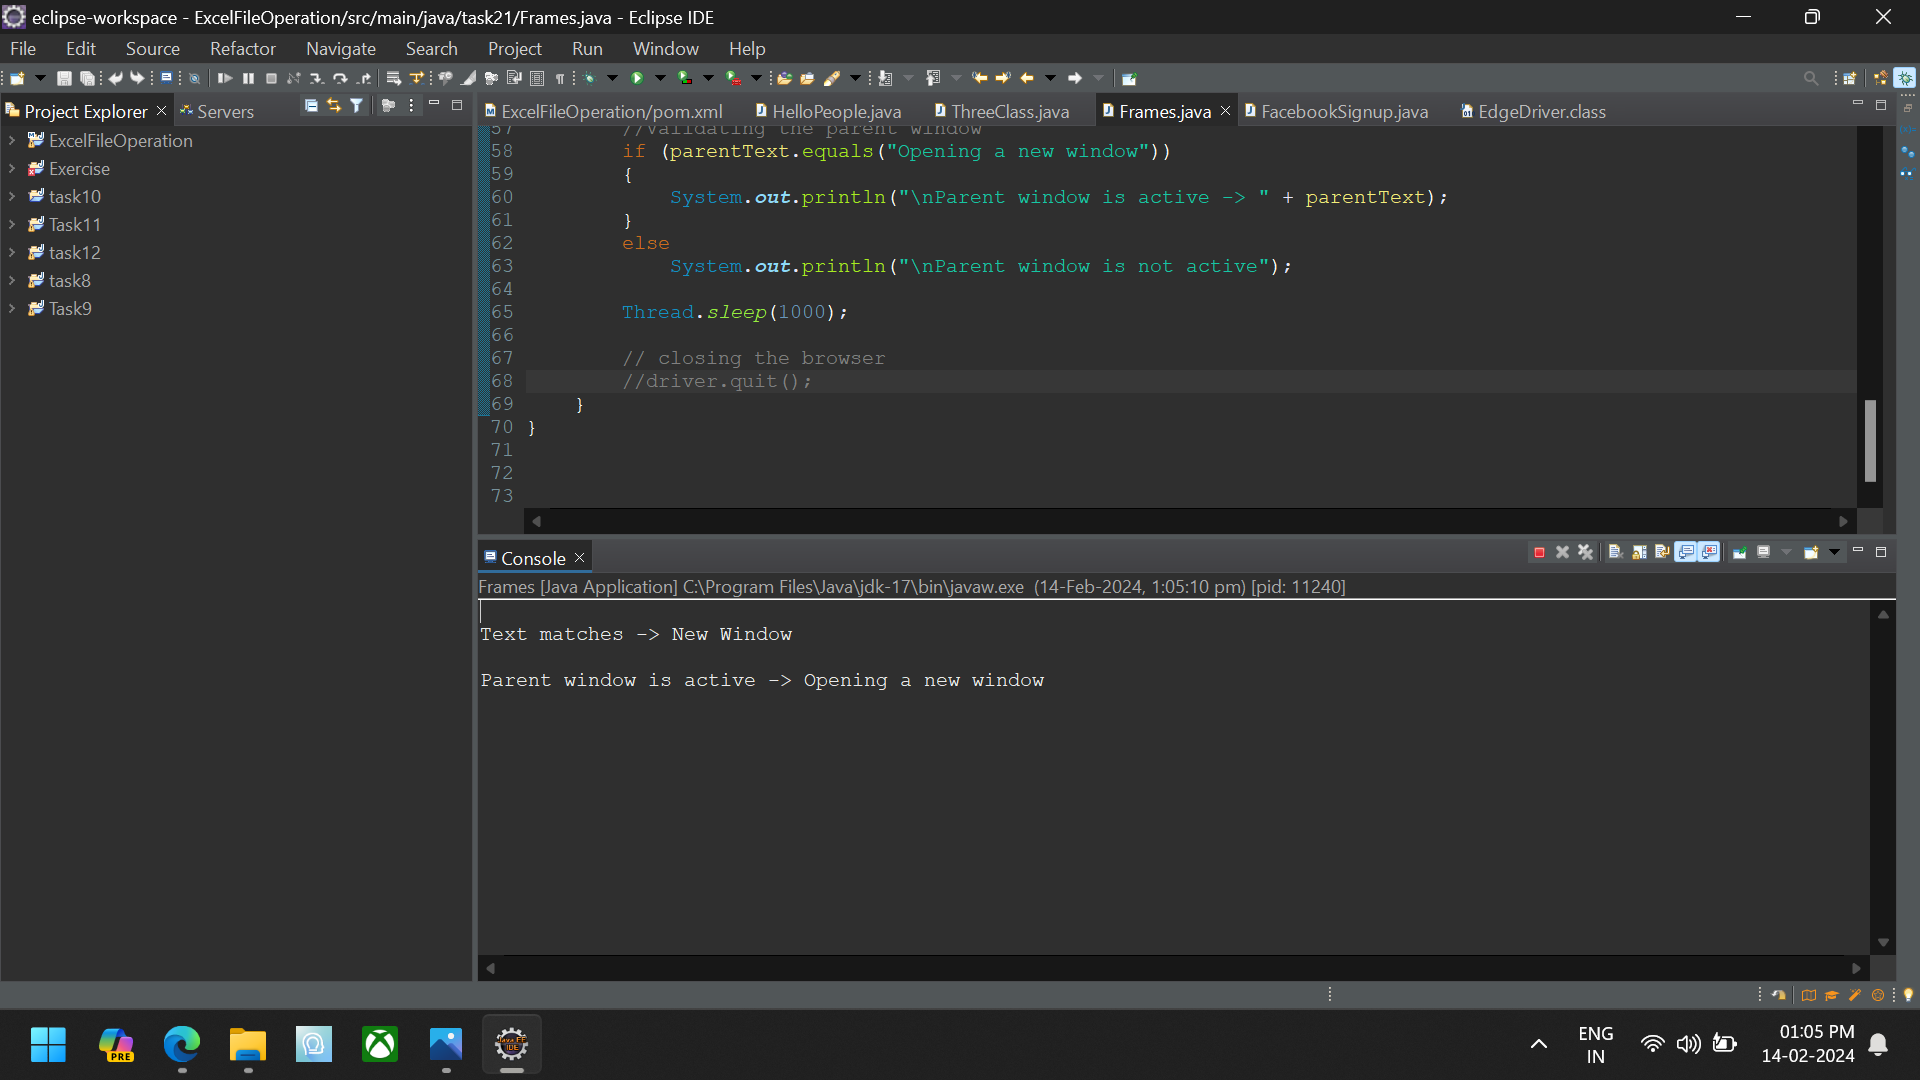 eclipse-workspace - ExcelFileOperation/src/main/java/task21/Frames.java - Eclipse IDE
File Edit Source Refactor Navigate Search Project Run Window Help
Project Explorer Servers
ExcelFileOperation
Exercise
task10
Task11
task12
task8
Task9
ExcelFileOperation/pom.xml HelloPeople.java ThreeClass.java Frames.java FacebookSignup.java EdgeDriver.class
57 //validating the parent window
58 if (parentText.equals("Opening a new window"))
59 {
60 System.out.println("\nParent window is active -> " + parentText);
61 }
62 else
63 System.out.println("\nParent window is not active");
64
65 Thread.sleep(1000);
66
67 // closing the browser
68 //driver.quit();
69 }
70 }
71
72
73
Console
Frames [Java Application] C:\Program Files\Java\jdk-17\bin\javaw.exe (14-Feb-2024, 1:05:10 pm) [pid: 11240]
Text matches -> New Window
Parent window is active -> Opening a new window
PRE
Java EE
IDE
ENG
IN
01:05 PM
14-02-2024